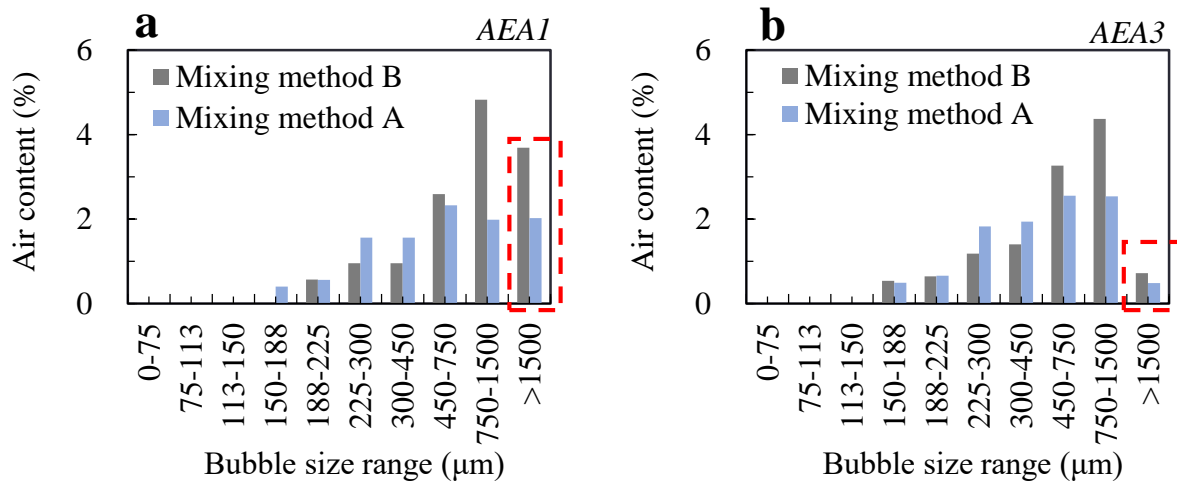 a
AEA1
6
4
2
0
Air content (%)
Mixing method B
Mixing method A
0-75
75-113
113-150
150-188
188-225
225-300
300-450
450-750
750-1500
>1500
Bubble size range (μm)
b
AEA3
6
4
2
0
Air content (%)
Mixing method B
Mixing method A
0-75
75-113
113-150
150-188
188-225
225-300
300-450
450-750
750-1500
>1500
Bubble size range (μm)